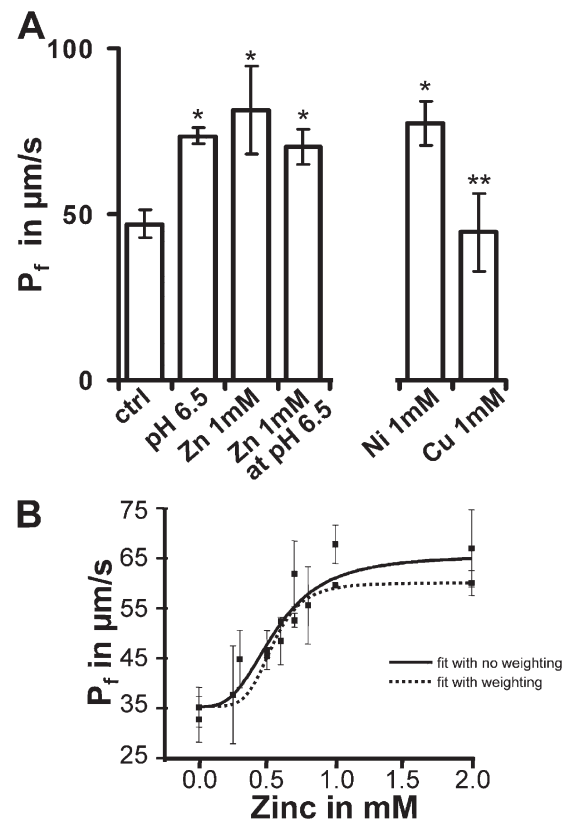 A
100
50
0
P_f in μm/s
*
*
*
*
**
ctrl
pH 6.5
Zn 1mM
Zn 1mM
at pH 6.5
Ni 1mM
Cu 1mM
B
75
65
55
45
35
25
P_f in μm/s
fit with no weighting
fit with weighting
0.0 0.5 1.0 1.5 2.0
Zinc in mM